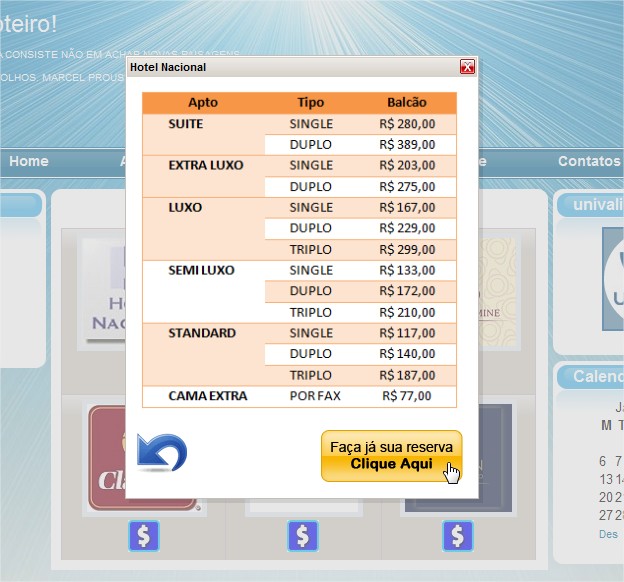 oteiro!
A CONSISTE NÃO EM ACHAR NOVAS PAISAGENS
OLHOS. MARCEL PROUS
Hotel Nacional
Apto Tipo Balcão
SUITE SINGLE R$ 280,00
DUPLO R$ 389,00
EXTRA LUXO SINGLE R$ 203,00
DUPLO R$ 275,00
LUXO SINGLE R$ 167,00
DUPLO R$ 229,00
TRIPLO R$ 299,00
SEMI LUXO SINGLE R$ 133,00
DUPLO R$ 172,00
TRIPLO R$ 210,00
STANDARD SINGLE R$ 117,00
DUPLO R$ 140,00
TRIPLO R$ 187,00
CAMA EXTRA POR FAX R$ 77,00
Faça já sua reserva
Clique Aqui
Home
Contatos
univali
Ho
NAC
MINE
Cla
Calend
Ja
M T
6 7
13 14
20 21
27 28
Des